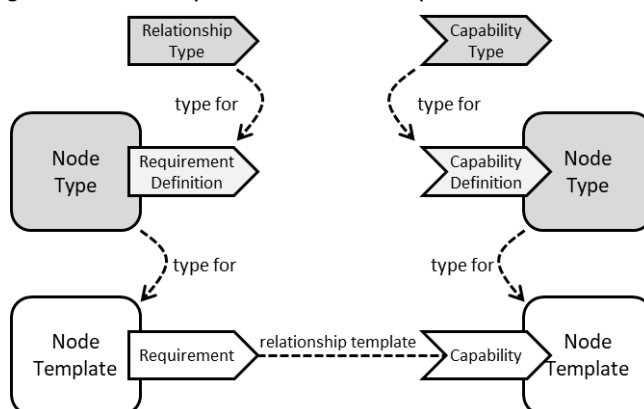 Relationship
Type
Capability
Type
type for
type for
Node
Type
Requirement
Definition
Capability
Definition
Node
Type
type for
type for
Node
Template
Requirement
relationship template
Capability
Node
Template